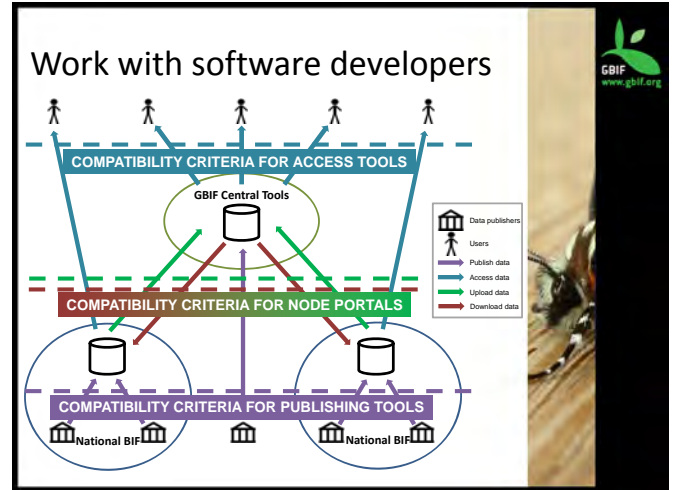 Work with software developers
GBIF
www.gbif.org
COMPATIBILITY CRITERIA FOR ACCESS TOOLS
GBIF Central Tools
Data publishers
Users
Publish data
Access data
Upload data
Download data
COMPATIBILITY CRITERIA FOR NODE PORTALS
COMPATIBILITY CRITERIA FOR PUBLISHING TOOLS
National BIF
National BIF